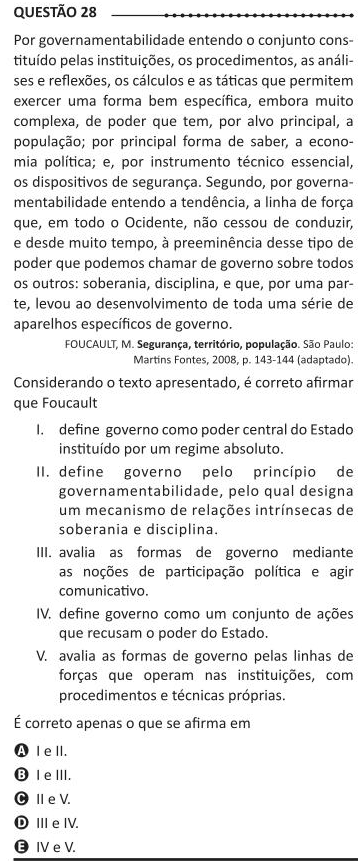 QUESTÃO 28
Por governamentabilidade entendo o conjunto cons-
tituído pelas instituições, os procedimentos, as análi-
ses e reflexões, os cálculos e as táticas que permitem
exercer uma forma bem específica, embora muito
complexa, de poder que tem, por alvo principal, a
população; por principal forma de saber, a econo-
mia política; e, por instrumento técnico essencial,
os dispositivos de segurança. Segundo, por governa-
mentabilidade entendo a tendência, a linha de força
que, em todo o Ocidente, não cessou de conduzir,
e desde muito tempo, à preeminência desse tipo de
poder que podemos chamar de governo sobre todos
os outros: soberania, disciplina, e que, por uma par-
te, levou ao desenvolvimento de toda uma série de
aparelhos específicos de governo.
FOUCAULT, M. Segurança, território, população. São Paulo:
Martins Fontes, 2008, p. 143-144 (adaptado).
Considerando o texto apresentado, é correto afirmar
que Foucault
I. define governo como poder central do Estado
instituído por um regime absoluto.
II. define governo pelo princípio de
governamentabilidade, pelo qual designa
um mecanismo de relações intrínsecas de
soberania e disciplina.
III. avalia as formas de governo mediante
as noções de participação política e agir
comunicativo.
IV. define governo como um conjunto de ações
que recusam o poder do Estado.
V. avalia as formas de governo pelas linhas de
forças que operam nas instituições, com
procedimentos e técnicas próprias.
É correto apenas o que se afirma em
A I e II.
B I e III.
C II e V.
D III e IV.
E IV e V.